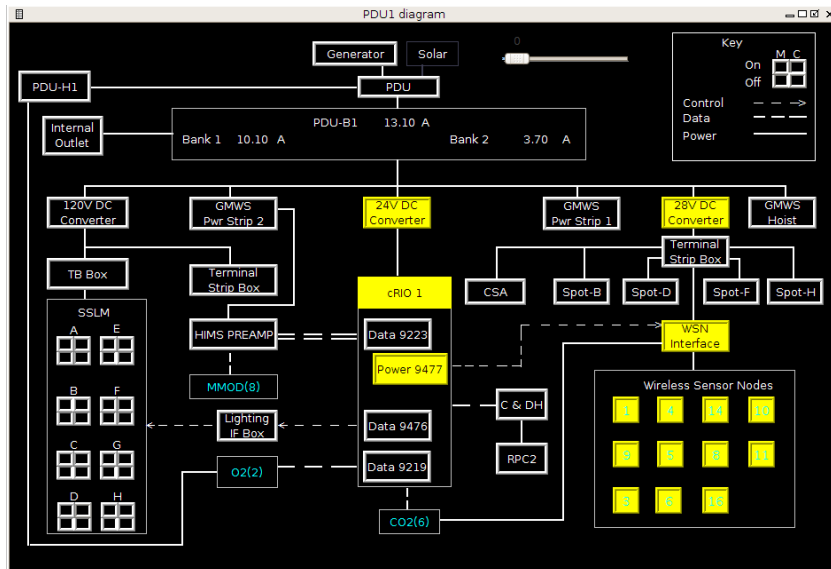 PDU1 diagram
0
Generator
Solar
Key
M C
On
Off
Control
Data
Power
PDU-H1
PDU
Internal
Outlet
PDU-B1 13.10 A
Bank 1 10.10 A
Bank 2 3.70 A
120V DC
Converter
GMWS
Pwr Strip 2
24V DC
Converter
GMWS
Pwr Strip 1
28V DC
Converter
GMWS
Hoist
TB Box
Terminal
Strip Box
Terminal
Strip Box
cRIO 1
CSA
Spot-B
Spot-D
Spot-F
Spot-H
SSLM
A E
B F
C G
D H
HIMS PREAMP
Data 9223
WSN
Interface
Power 9477
MMOD(8)
Lighting
IF Box
Data 9476
C & DH
O2(2)
Data 9219
RPC2
CO2(6)
Wireless Sensor Nodes
1 4 14 10
9 5 8 11
3 6 16